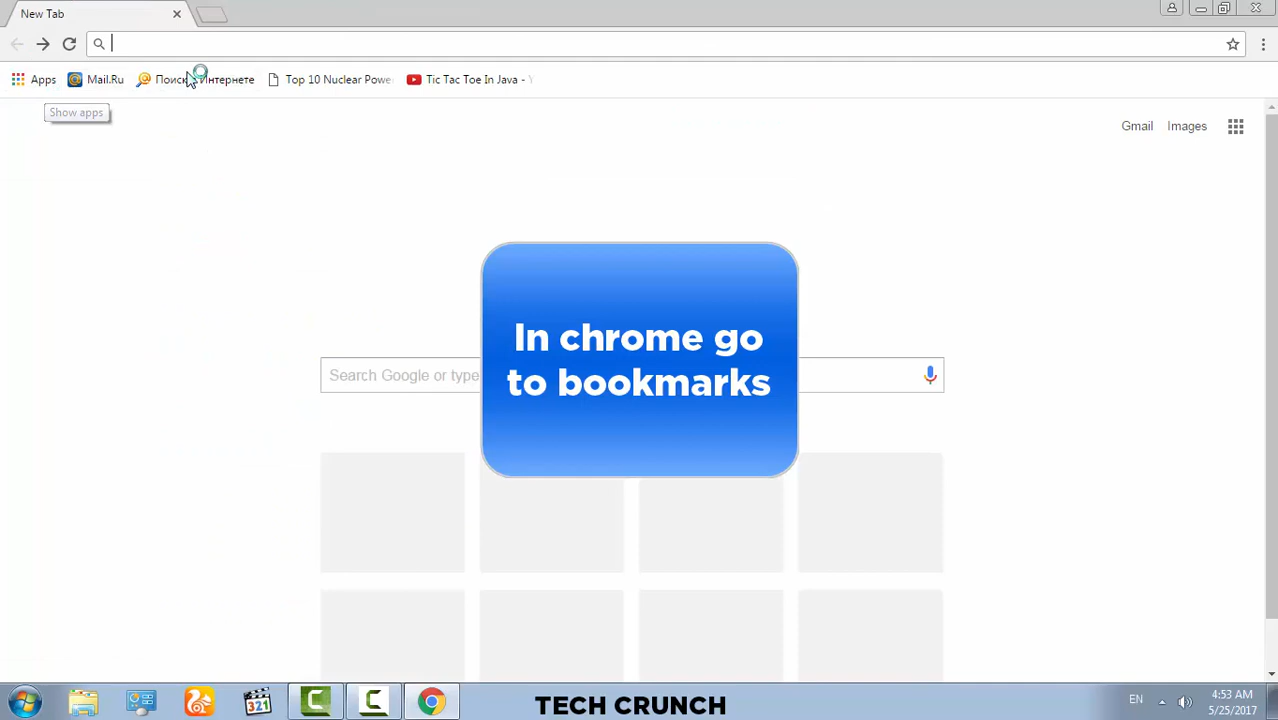 New Tab
Apps Mail.Ru Поиск Интернете Top 10 Nuclear Powe Tic Tac Toe In Java -
Show apps
Gmail Images
In chrome go
to bookmarks
Search Google or type
321
EN 4:53 AM
5/25/2017
TECH CRUNCH